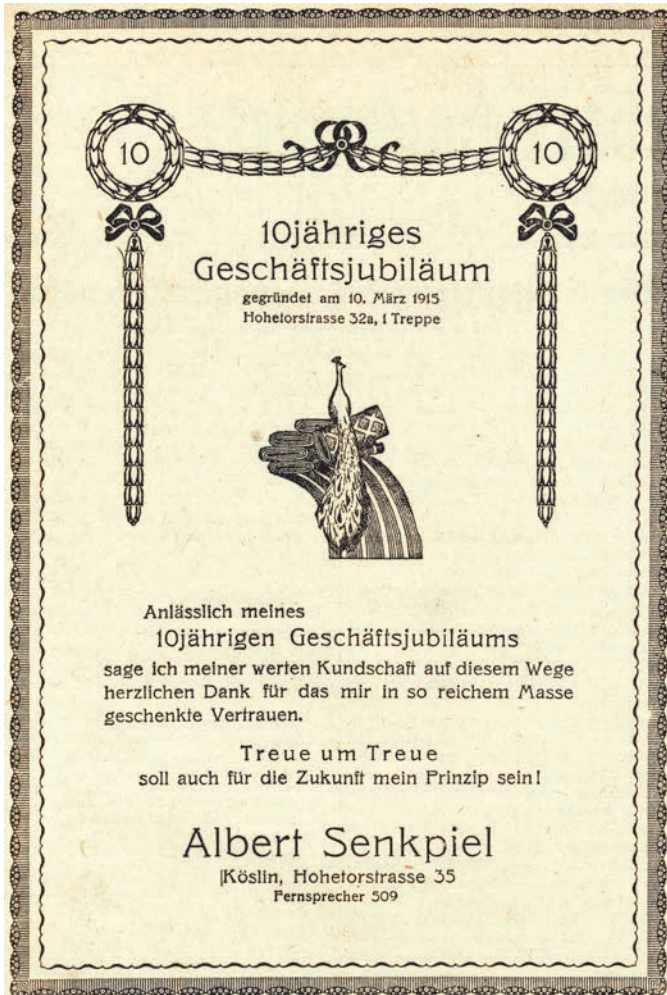 10
10
10jähriges
Geschäftsjubiläum
gegründet am 10. März 1915
Hohetorstrasse 32a, 1 Treppe
Anlässlich meines
10jährigen Geschäftsjubiläums
sage ich meiner werten Kundschaft auf diesem Wege
herzlichen Dank für das mir in so reichem Masse
geschenkte Vertrauen.
Treue um Treue
soll auch für die Zukunft mein Prinzip sein!
Albert Senkpiel
Köslin, Hohetorstrasse 35
Fernsprecher 509